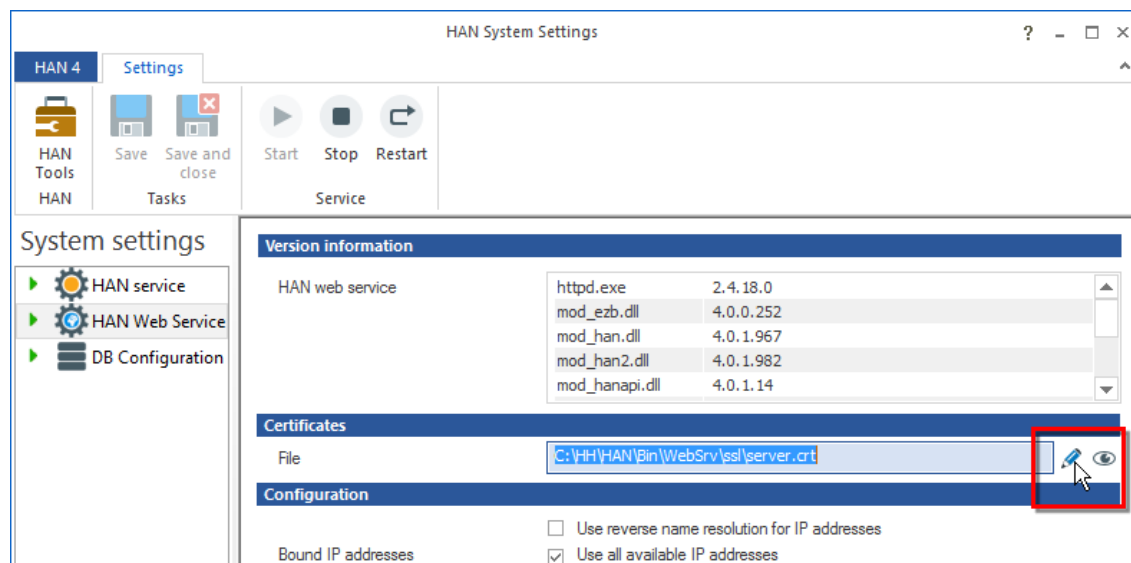 HAN System Settings
?
HAN 4 Settings
HAN Tools
Save
Save and close
Start
Stop
Restart
HAN
Tasks
Service
System settings
HAN service
HAN Web Service
DB Configuration
Version information
HAN web service
httpd.exe 2.4.18.0
mod_ezb.dll 4.0.0.252
mod_han.dll 4.0.1.967
mod_han2.dll 4.0.1.982
mod_hanapi.dll 4.0.1.14
Certificates
File C:\HH\HAN\Bin\WebSrv\ssl\server.crt
Configuration
Use reverse name resolution for IP addresses
Bound IP addresses Use all available IP addresses